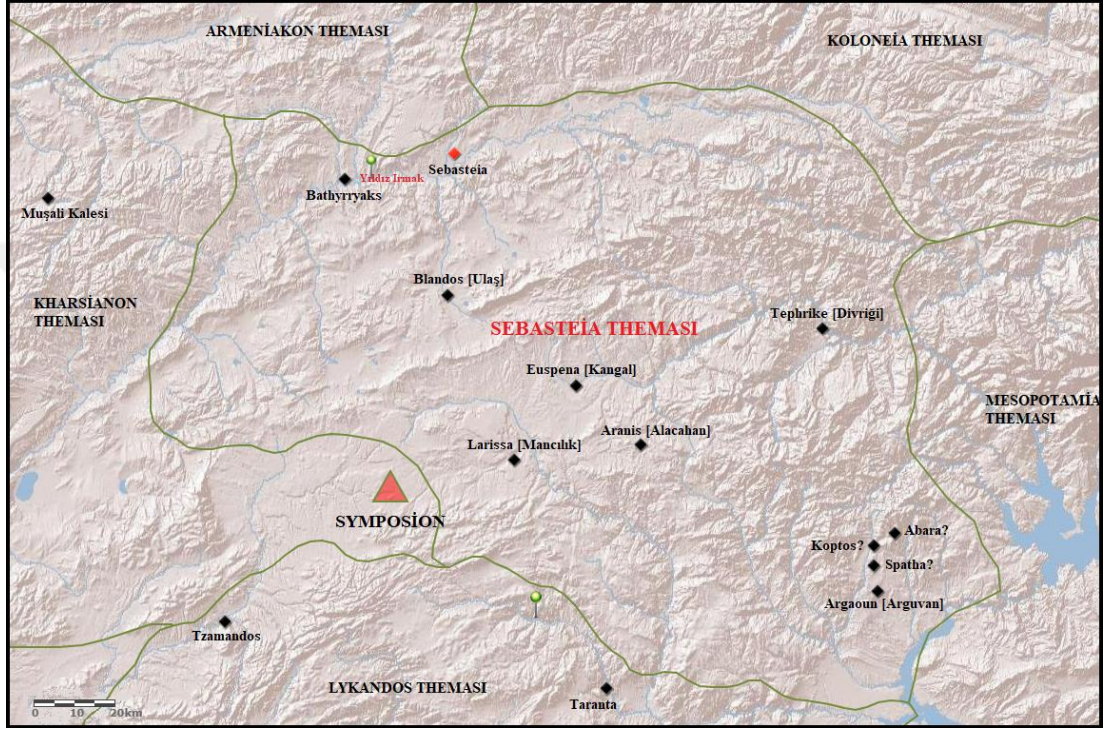 ARMENİAKON THEMASI
KOLONEİA THEMASI
Sebasteia
Yıldız Irmak
Bathyrryaks
Muşali Kalesi
Blandos [Ulaş]
KHARSİANON
THEMASI
Tephrike [Divriği]
SEBASTEİA THEMASI
Euspena [Kangal]
MESOPOTAMİA
THEMASI
Aranis [Alacahan]
Larissa [Mancılık]
SYMPOSİON
Abara?
Koptos?
Spatha?
Argaoun [Arguvan]
Tzamandos
LYKANDOS THEMASI
Taranta
0 10 20km